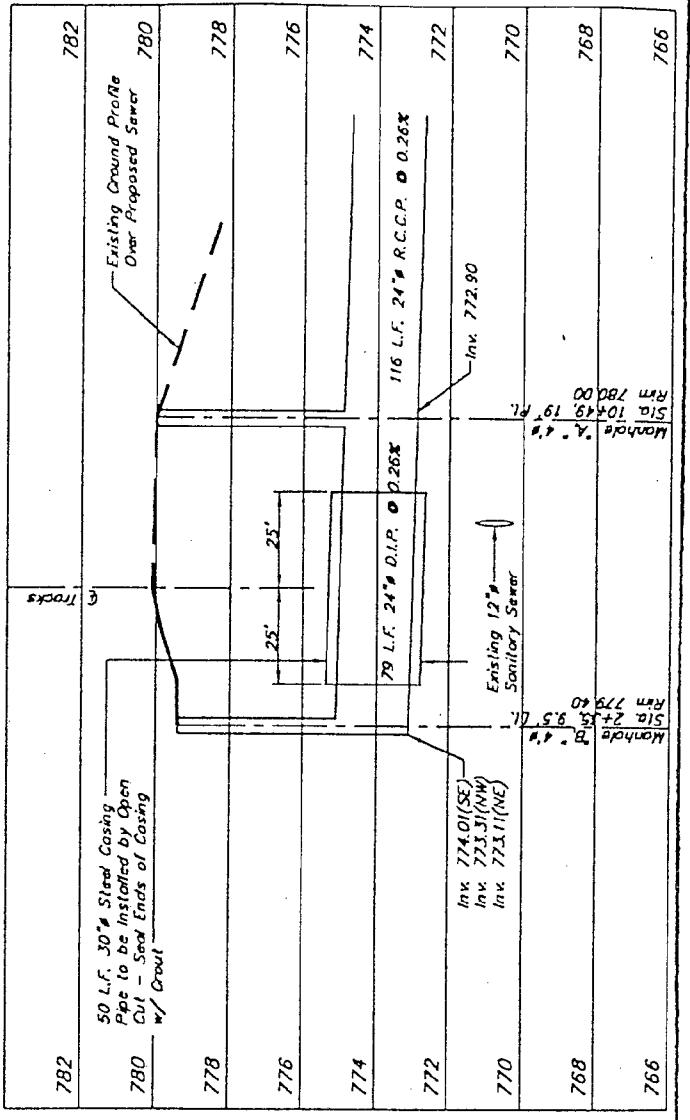 782
780
778
776
774
772
770
768
766
782
780
778
776
774
772
770
768
766
Existing Ground Profile
Over Proposed Sewer
℄ Tracks
50 L.F. 30"ø Steel Casing
Pipe to be Installed by Open
Cut - Seal Ends of Casing
w/ Grout
25'
25'
79 L.F. 24"ø D.I.P. @ 0.26%
116 L.F. 24"ø R.C.C.P. @ 0.26%
Inv. 772.90
Existing 12"ø
Sanitary Sewer
Inv. 774.01(SE)
Inv. 773.31(NW)
Inv. 773.11(NE)
Manhole "B" 4'ø
Sta. 2+35, 9.5' Lt.
Rim 779.40
Manhole "A" 4'ø
Sta. 10+49, 19' Rt.
Rim 780.00